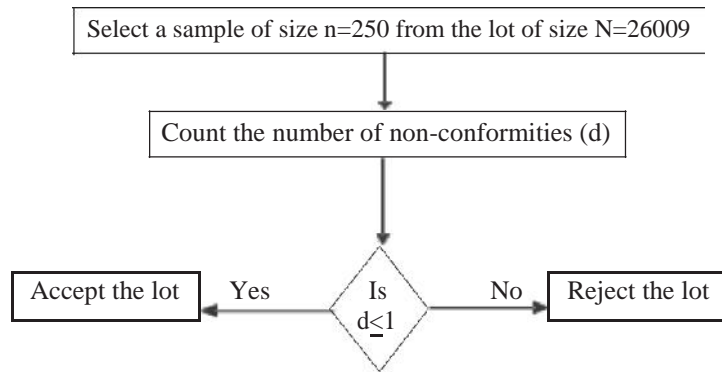 Select a sample of size n=250 from the lot of size N=26009
Count the number of non-conformities (d)
Accept the lot
Yes
Is
d≤1
No
Reject the lot